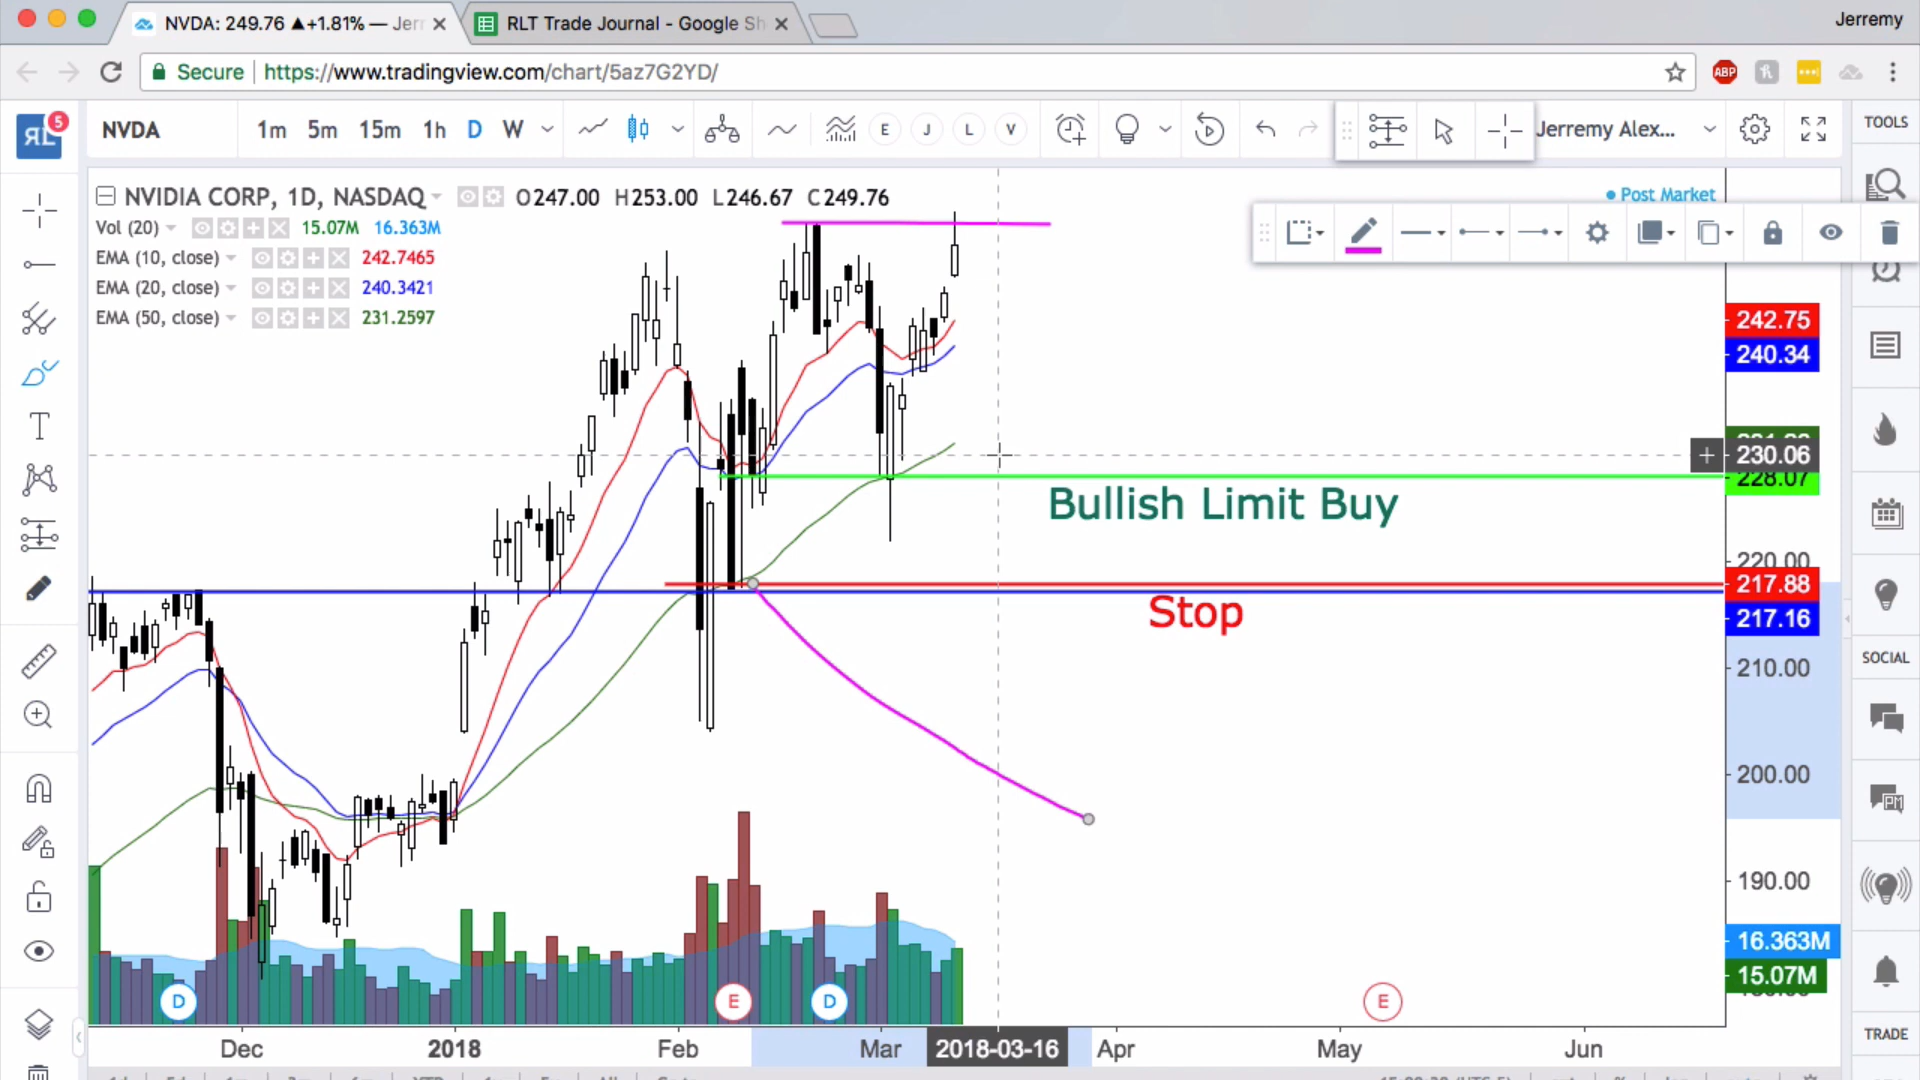 NVDA: 249.76 ▲+1.81% — Jer
RLT Trade Journal - Google Sh
Jerremy
Secure
https://www.tradingview.com/chart/5az7G2YD/
5
NVDA
1m 5m 15m 1h D W
E J L V
Jerremy Alex...
TOOLS
NVIDIA CORP, 1D, NASDAQ
O247.00 H253.00 L246.67 C249.76
Post Market
Vol (20) 15.07M 16.363M
EMA (10, close) 242.7465
EMA (20, close) 240.3421
EMA (50, close) 231.2597
242.75
240.34
230.06
228.07
Bullish Limit Buy
220.00
217.88
217.16
Stop
210.00
SOCIAL
200.00
PM
190.00
16.363M
15.07M
D E D E
TRADE
Dec 2018 Feb Mar 2018-03-16 Apr May Jun
ABP